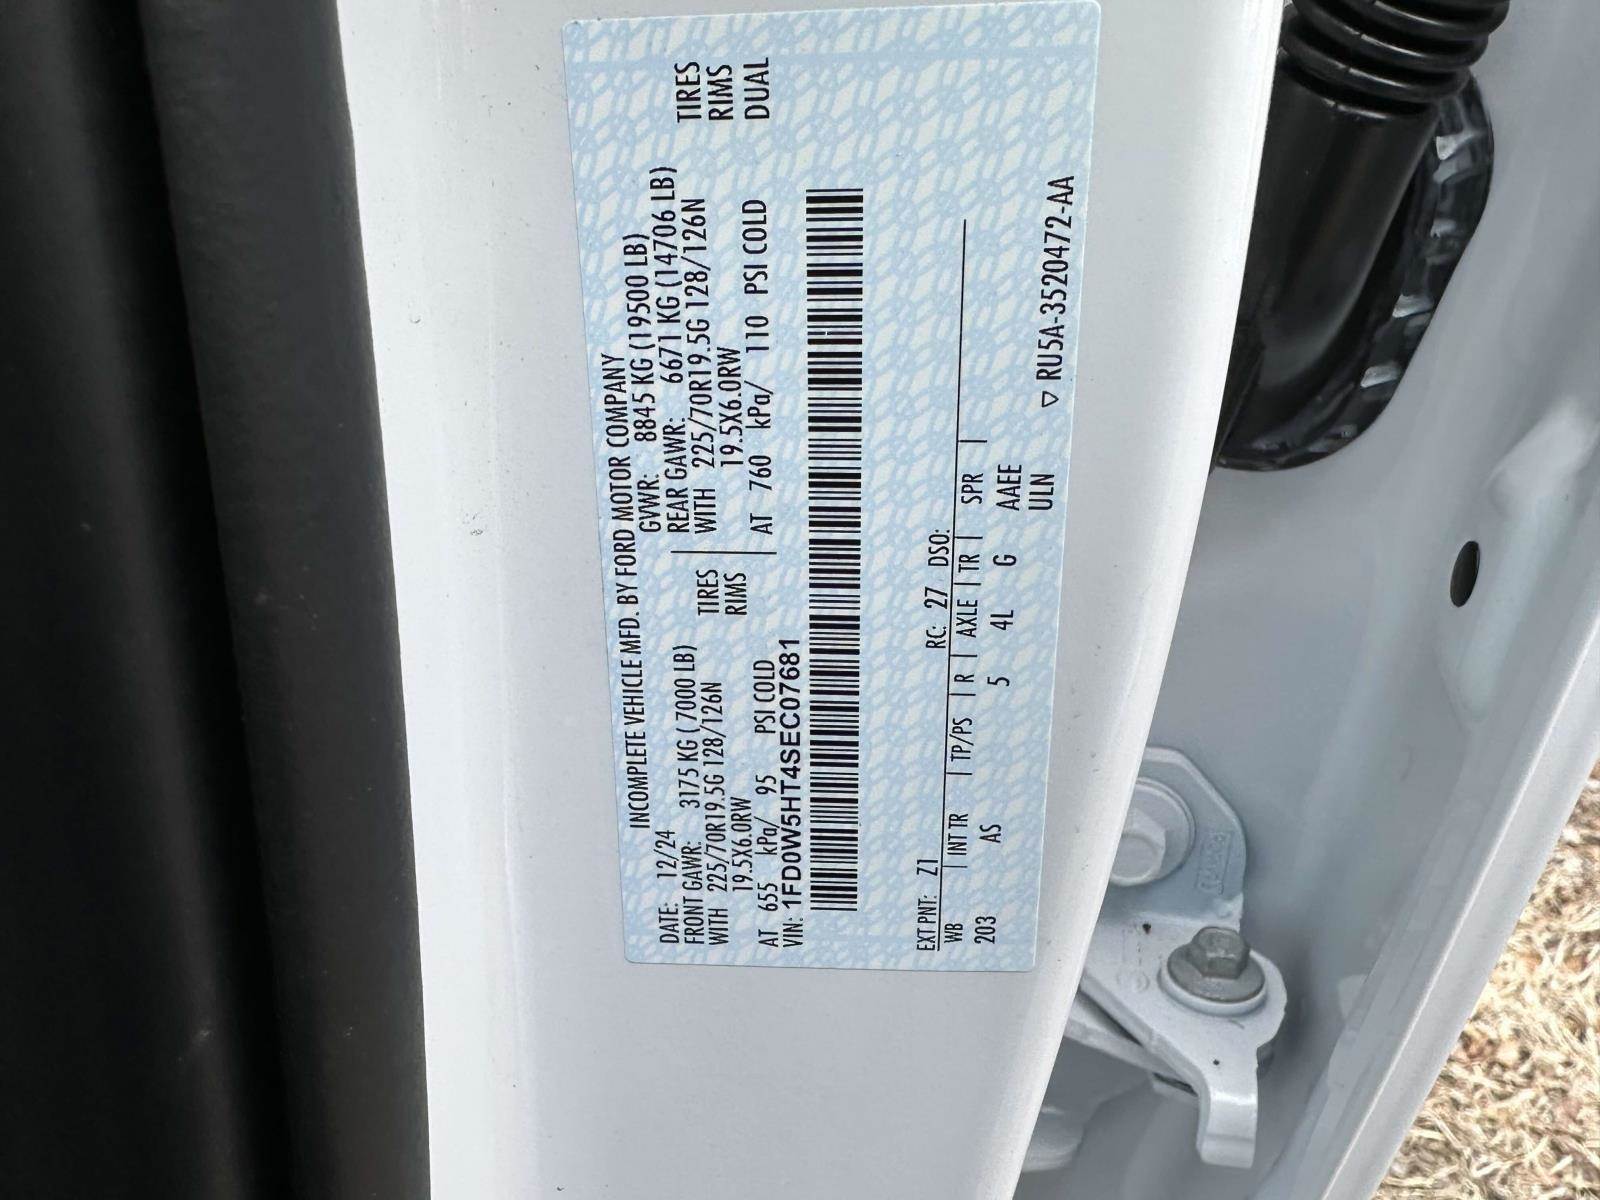 INCOMPLETE VEHICLE MFD. BY FORD MOTOR COMPANY
DATE: 12/24 GVWR: 8845 KG (19500 LB)
FRONT GAWR: 3175 KG (7000 LB) REAR GAWR: 6671 KG (14706 LB)
WITH 225/70R19.5G 128/126N TIRES WITH 225/70R19.5G 128/126N TIRES
19.5X6.0RW RIMS 19.5X6.0RW RIMS
AT 655 kPa/ 95 PSI COLD AT 760 kPa/ 110 PSI COLD DUAL
VIN: 1FD0W5HT4SEC07681
EXT PNT: Z1 RC: 27 DSO:
WB INT TR TP/PS R AXLE TR SPR
203 AS 5 4L G AAEE
ULN
▽ RU5A-3520472-AA